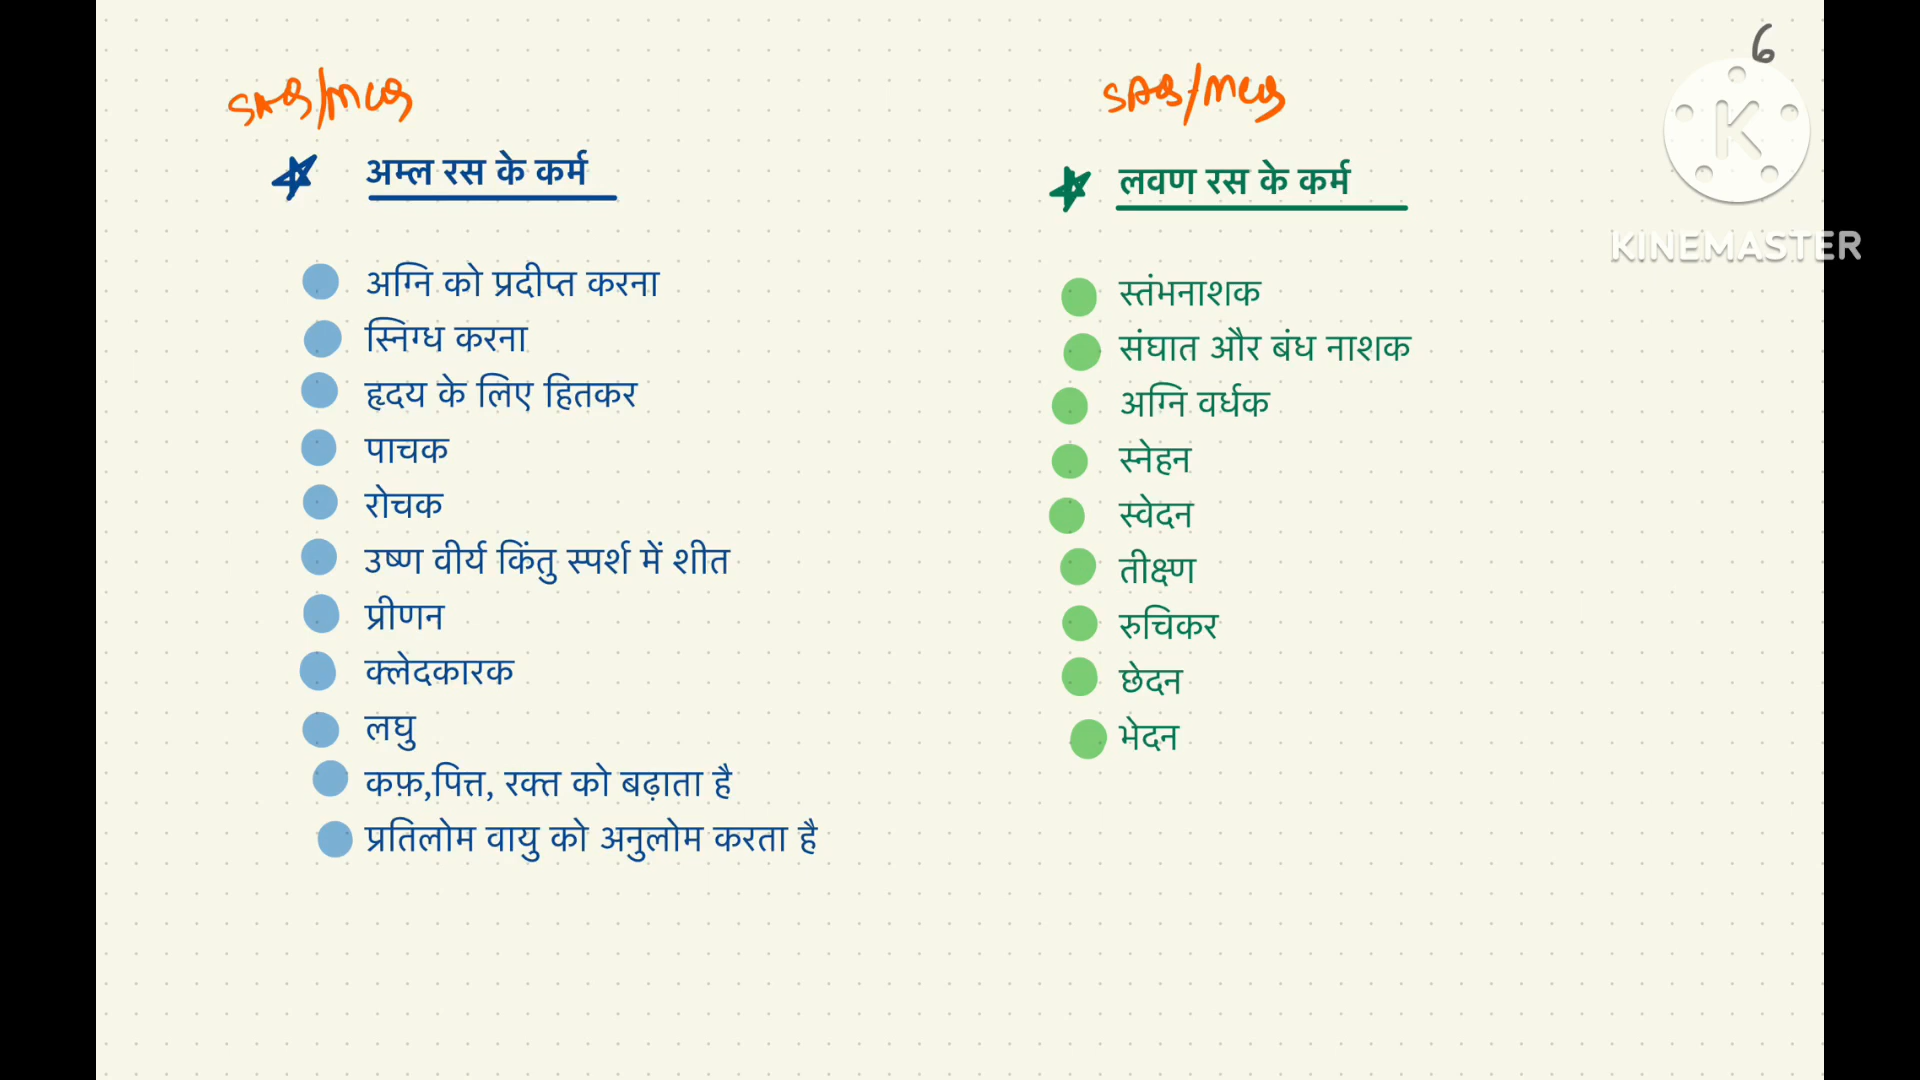 6
SAQ/MCQ
अम्ल रस के कर्म
अग्नि को प्रदीप्त करना
स्निग्ध करना
हृदय के लिए हितकर
पाचक
रोचक
उष्ण वीर्य किंतु स्पर्श में शीत
प्रीणन
क्लेदकारक
लघु
कफ़,पित्त, रक्त को बढ़ाता है
प्रतिलोम वायु को अनुलोम करता है
SAQ/MCQ
लवण रस के कर्म
स्तंभनाशक
संघात और बंध नाशक
अग्नि वर्धक
स्नेहन
स्वेदन
तीक्ष्ण
रुचिकर
छेदन
भेदन
K
KINEMASTER